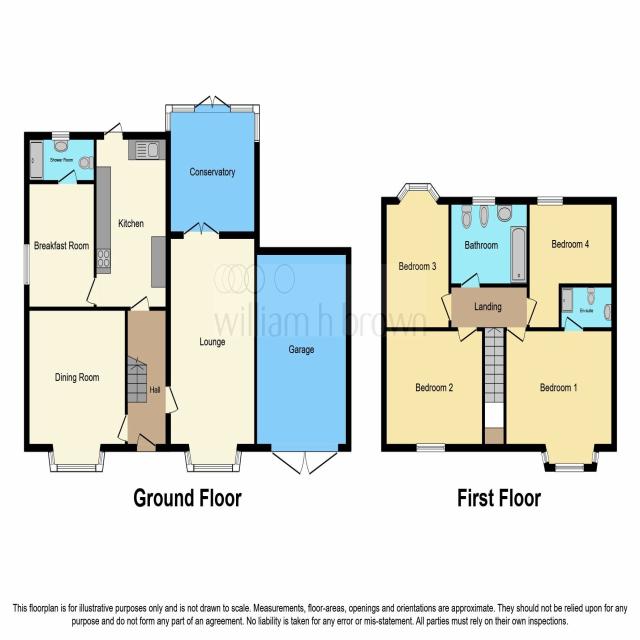 Shower Room
Conservatory
Kitchen
Breakfast Room
Lounge
Garage
Dining Room
Hall
Ground Floor
Bathroom
Bedroom 4
Bedroom 3
Landing
En-suite
Bedroom 2
Bedroom 1
First Floor
william h brown
This floorplan is for illustrative purposes only and is not drawn to scale. Measurements, floor-areas, openings and orientations are approximate. They should not be relied upon for any
purpose and do not form any part of an agreement. No liability is taken for any error or mis-statement. All parties must rely on their own inspections.